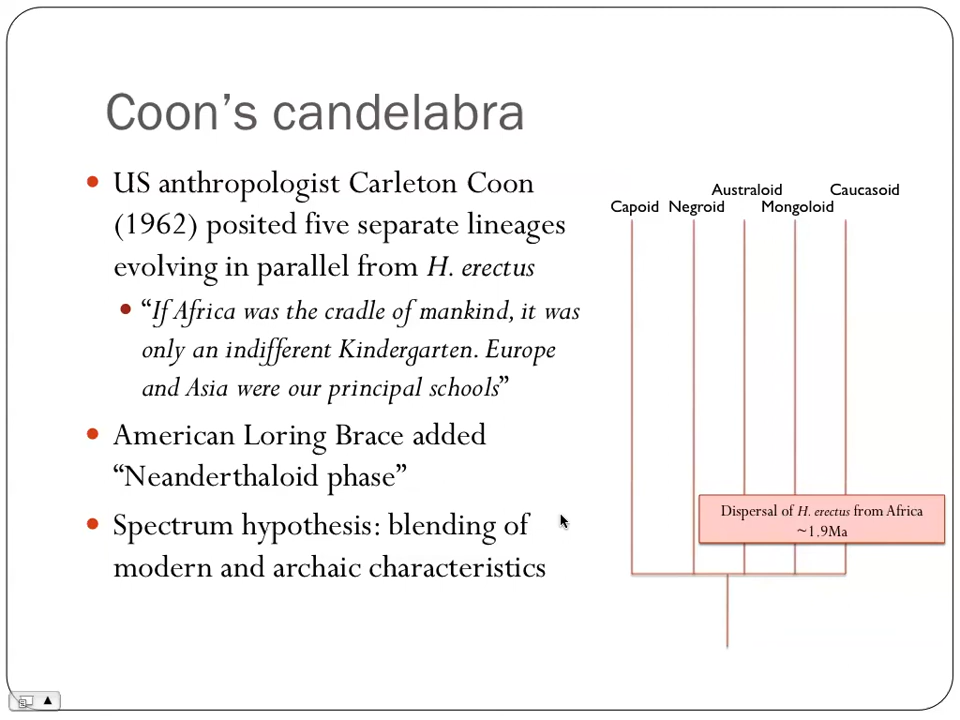 Coon's candelabra
• US anthropologist Carleton Coon
(1962) posited five separate lineages
evolving in parallel from H. erectus
• “If Africa was the cradle of mankind, it was
only an indifferent Kindergarten. Europe
and Asia were our principal schools”
• American Loring Brace added
“Neanderthaloid phase”
• Spectrum hypothesis: blending of
modern and archaic characteristics
Australoid Caucasoid
Capoid Negroid Mongoloid
Dispersal of H. erectus from Africa
~1.9Ma